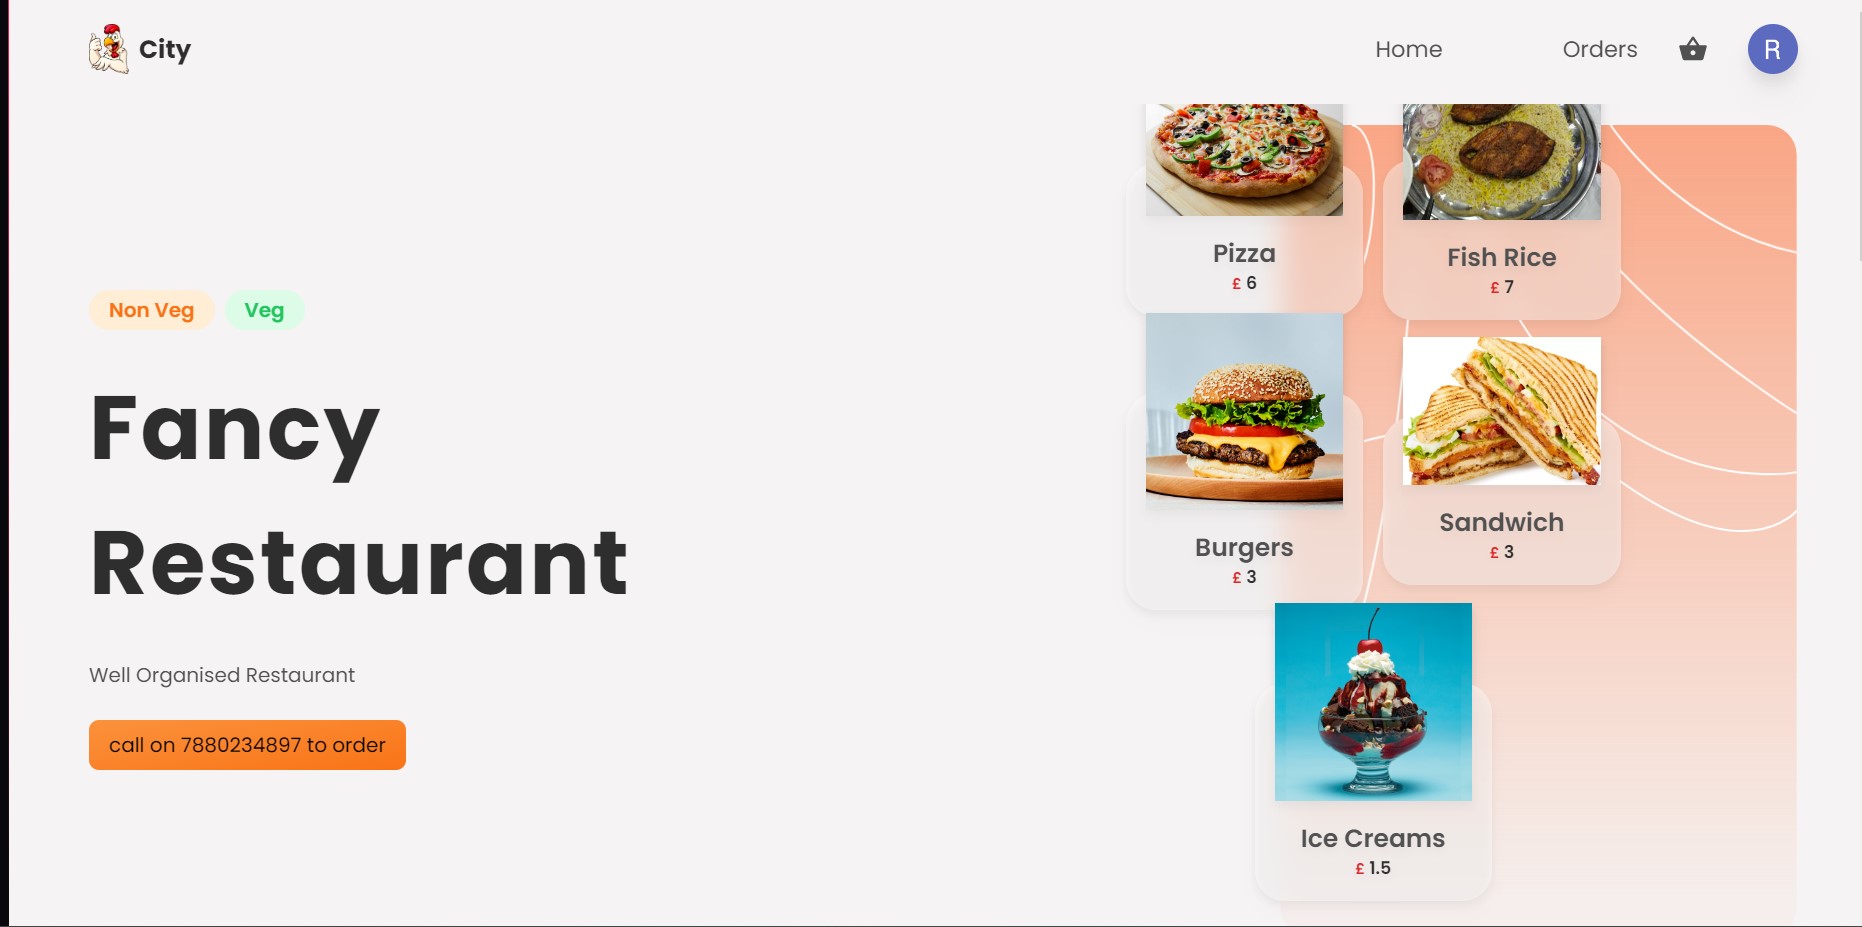 City
Home
Orders
R
Non Veg
Veg
Fancy
Restaurant
Well Organised Restaurant
call on 7880234897 to order
Pizza
£ 6
Fish Rice
£ 7
Burgers
£ 3
Sandwich
£ 3
Ice Creams
£ 1.5